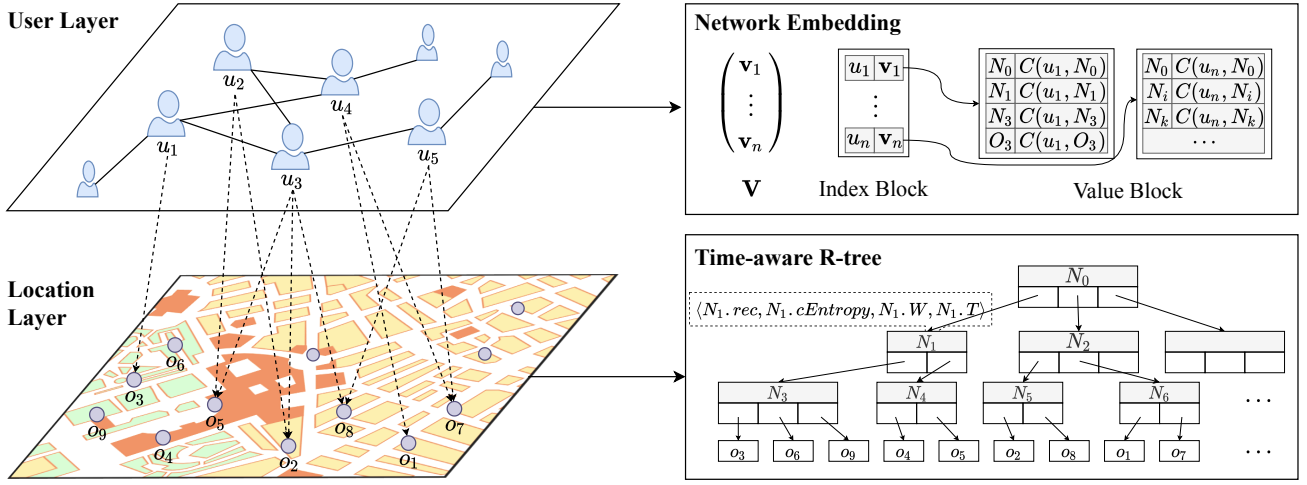 User Layer
u2
u4
u1
u3
u5
Location
Layer
o6
o3
o9
o5
o4
o2
o8
o7
o1
Network Embedding
v1
⋮
vn
V
u1 v1
⋮
un vn
Index Block
N0 C(u1, N0)
N1 C(u1, N1)
N3 C(u1, N3)
O3 C(u1, O3)
N0 C(un, N0)
Ni C(un, Ni)
Nk C(un, Nk)
⋯
Value Block
Time-aware R-tree
N0
⟨N1. rec, N1. cEntropy, N1. W, N1. T⟩
N1 N2
N3 N4 N5 N6 ⋯
o3 o6 o9 o4 o5 o2 o8 o1 o7 ⋯